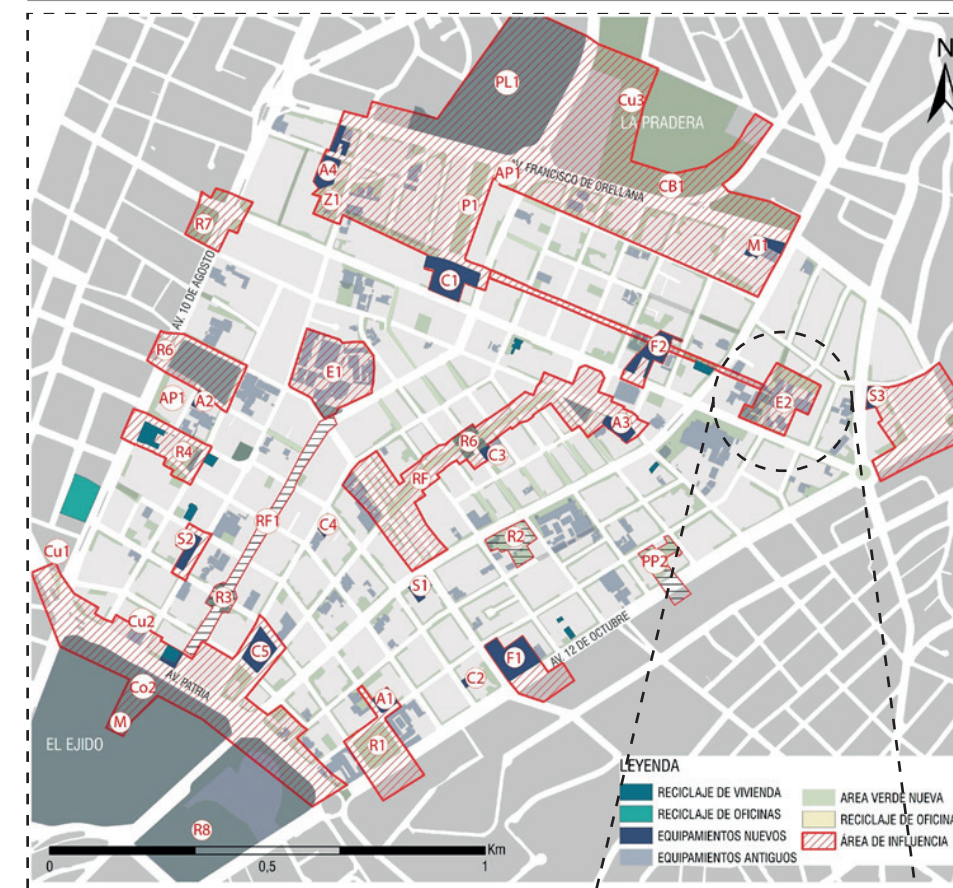 N
PL1
Cu3
LA PRADERA
AV. FRANCISCO DE ORELLANA
A4
AP1
CB1
Z1
P1
R7
M1
AV. 10 DE AGOSTO
C1
F2
R6
E1
E2
S3
AP1
A2
A3
R6
C3
R4
RF
RF1
C4
S2
R2
Cu1
PP2
S1
R3
Cu2
C5
AV. 12 DE OCTUBRE
F1
AV. PATRIA
C2
Co2
A1
M
EL EJIDO
R1
R8
0
0,5
1
Km
LEYENDA
RECICLAJE DE VIVIENDA
RECICLAJE DE OFICINAS
EQUIPAMIENTOS NUEVOS
EQUIPAMIENTOS ANTIGUOS
AREA VERDE NUEVA
RECICLAJE DE OFICINA
ÁREA DE INFLUENCIA